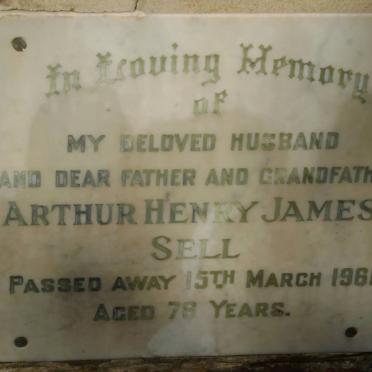 In Loving Memory
of
MY BELOVED HUSBAND
AND DEAR FATHER AND GRANDFATH
ARTHUR HENRY JAMES
SELL
PASSED AWAY 15TH MARCH 196
AGED 78 YEARS.